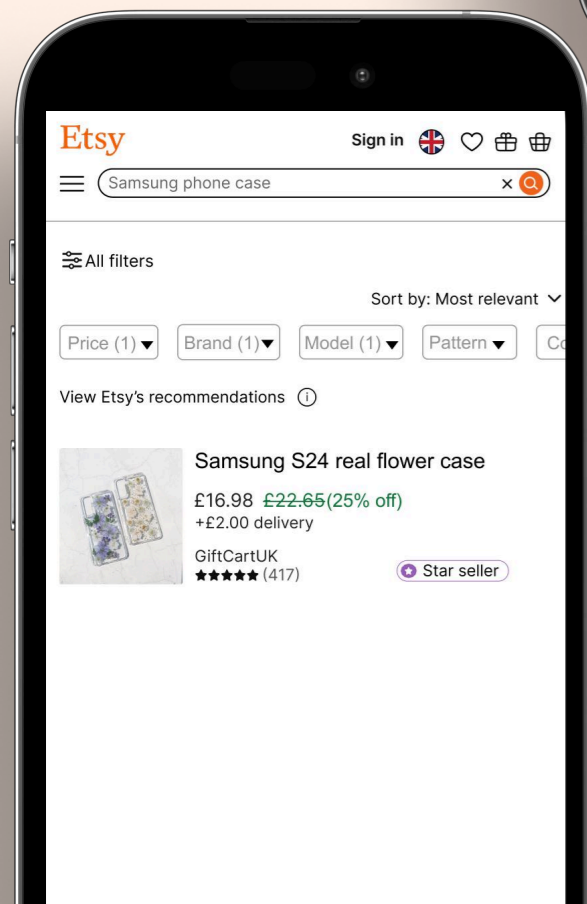 Etsy
Sign in
Samsung phone case
All filters
Sort by: Most relevant
Price (1) Brand (1) Model (1) Pattern
View Etsy's recommendations
Samsung S24 real flower case
£16.98 £22.65(25% off)
+£2.00 delivery
GiftCartUK
(417) Star seller